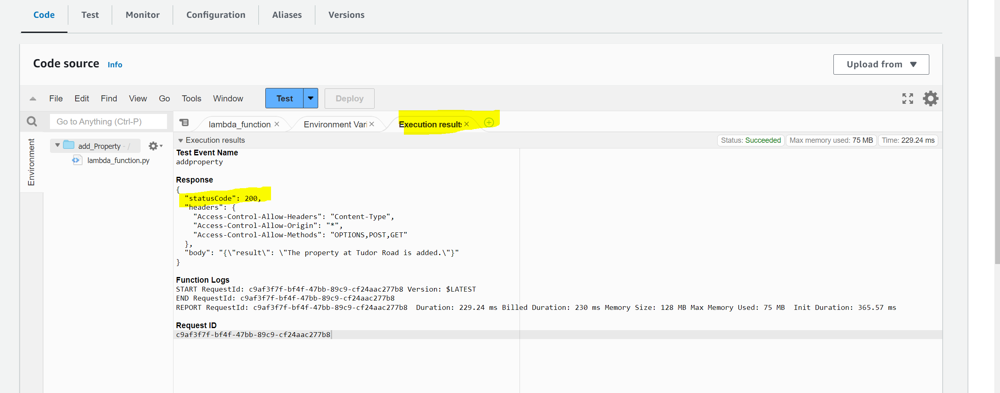 Code Test Monitor Configuration Aliases Versions
Code source Info
Upload from
File Edit Find View Go Tools Window Test Deploy
Go to Anything (Ctrl-P)
lambda_function Environment Vari Execution results
Environment
add_Property - /
lambda_function.py
Execution results
Status: Succeeded Max memory used: 75 MB Time: 229.24 ms
Test Event Name
addproperty
Response
{
"statusCode": 200,
"headers": {
"Access-Control-Allow-Headers": "Content-Type",
"Access-Control-Allow-Origin": "*",
"Access-Control-Allow-Methods": "OPTIONS,POST,GET"
},
"body": "{\"result\": \"The property at Tudor Road is added.\"}"
}
Function Logs
START RequestId: c9af3f7f-bf4f-47bb-89c9-cf24aac277b8 Version: $LATEST
END RequestId: c9af3f7f-bf4f-47bb-89c9-cf24aac277b8
REPORT RequestId: c9af3f7f-bf4f-47bb-89c9-cf24aac277b8 Duration: 229.24 ms Billed Duration: 230 ms Memory Size: 128 MB Max Memory Used: 75 MB Init Duration: 365.57 ms
Request ID
c9af3f7f-bf4f-47bb-89c9-cf24aac277b8